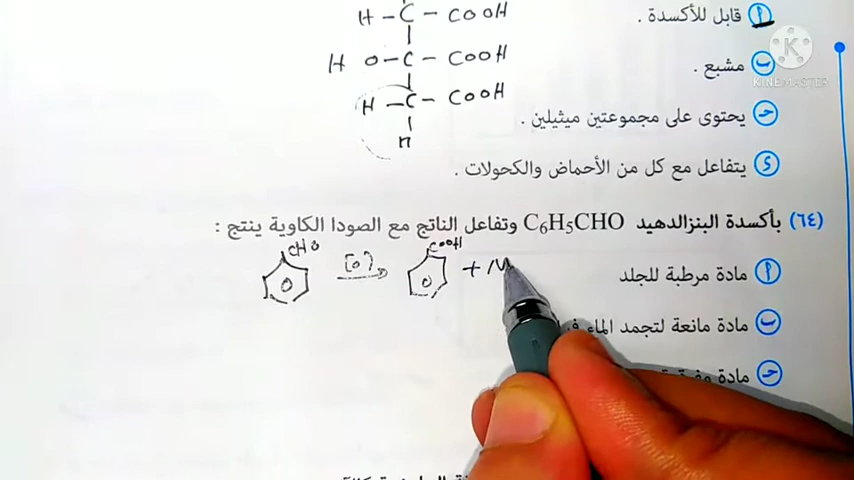 H – C – COOH
أ قابل للأكسدة .
H O – C – COOH
ب مشبع .
KINEMASTER
H – C – COOH
H
ج يحتوى على مجموعتين ميثيلين .
د يتفاعل مع كل من الأحماض والكحولات .
(٦٤) بأكسدة البنزالدهيد C₆H₅CHO وتفاعل الناتج مع الصودا الكاوية ينتج :
CHO [O] COOH + N
أ مادة مرطبة للجلد
ب مادة مانعة لتجمد الماء
ج مادة